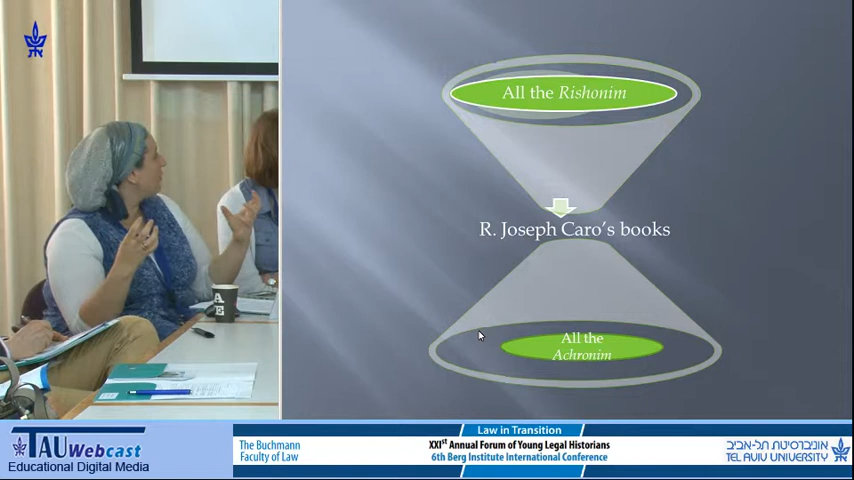 All the Rishonim
R. Joseph Caro's books
All the
Achronim
A
E
TAU Webcast
Educational Digital Media
The Buchmann
Faculty of Law
Law in Transition
XXIst Annual Forum of Young Legal Historians
6th Berg Institute International Conference
אוניברסיטת תל-אביב
TEL AVIV UNIVERSITY